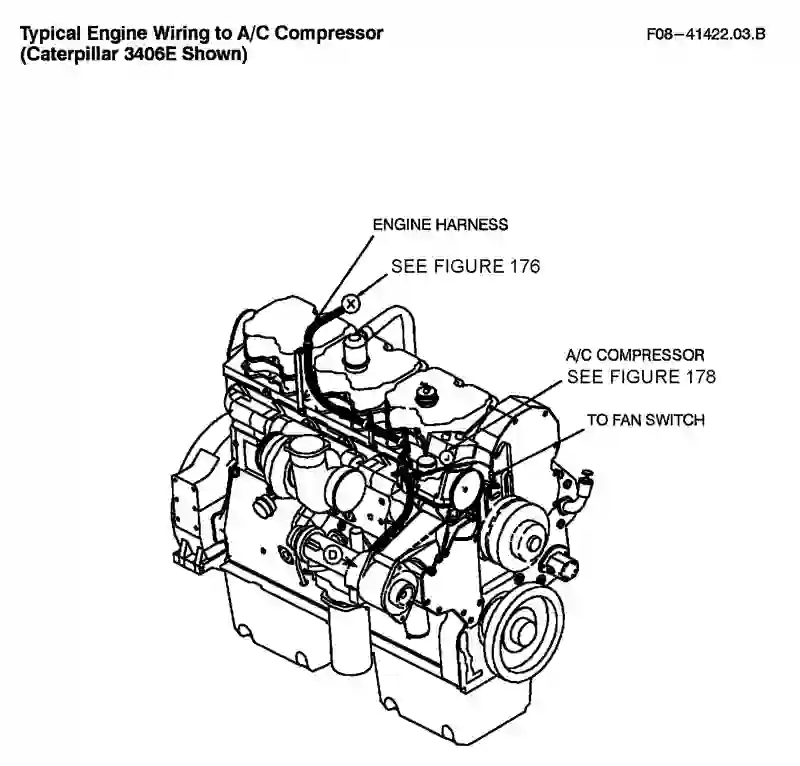 Typical Engine Wiring to A/C Compressor
(Caterpillar 3406E Shown)
F08-41422.03.B
ENGINE HARNESS
SEE FIGURE 176
A/C COMPRESSOR
SEE FIGURE 178
TO FAN SWITCH